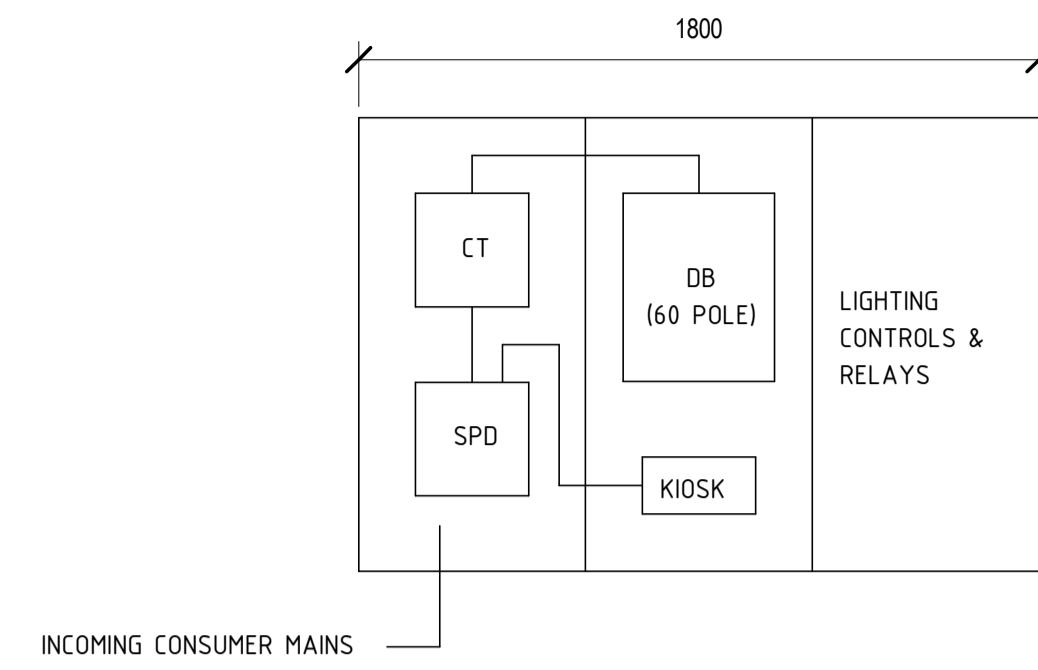 1800
CT
DB
(60 POLE)
LIGHTING
CONTROLS &
RELAYS
SPD
KIOSK
INCOMING CONSUMER MAINS